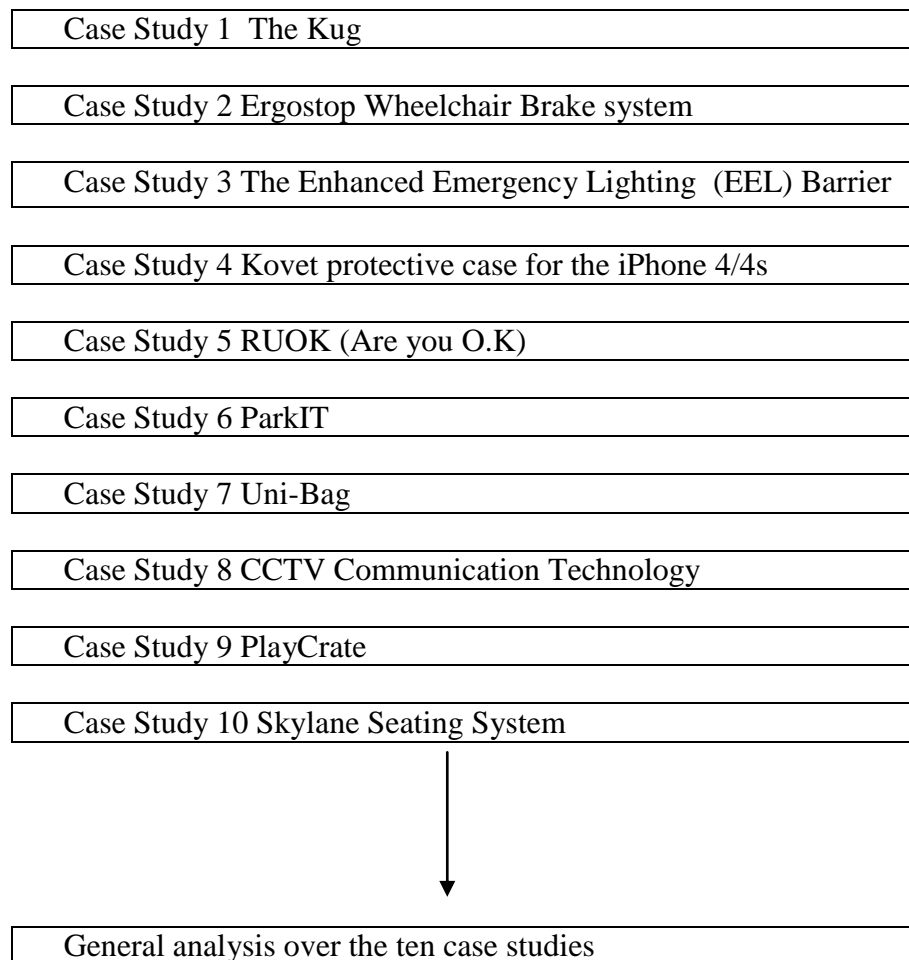 Case Study 1  The Kug
Case Study 2 Ergostop Wheelchair Brake system
Case Study 3 The Enhanced Emergency Lighting  (EEL) Barrier
Case Study 4 Kovet protective case for the iPhone 4/4s
Case Study 5 RUOK (Are you O.K)
Case Study 6 ParkIT
Case Study 7 Uni-Bag
Case Study 8 CCTV Communication Technology
Case Study 9 PlayCrate
Case Study 10 Skylane Seating System
General analysis over the ten case studies